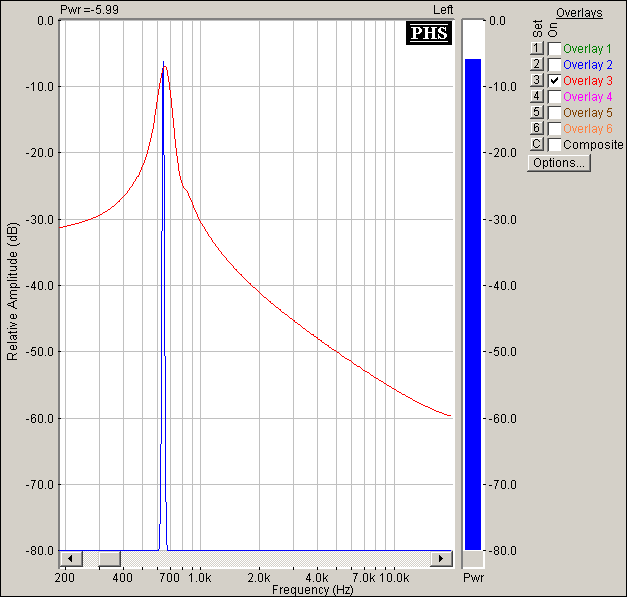 Pwr =-5.99 Left
PHS
Relative Amplitude (dB)
0.0
-10.0
-20.0
-30.0
-40.0
-50.0
-60.0
-70.0
-80.0
200 400 700 1.0k 2.0k 4.0k 7.0k 10.0k
Frequency (Hz)
0.0
-10.0
-20.0
-30.0
-40.0
-50.0
-60.0
-70.0
-80.0
Pwr
Overlays
Set On
1 Overlay 1
2 Overlay 2
3 Overlay 3
4 Overlay 4
5 Overlay 5
6 Overlay 6
C Composite
Options...